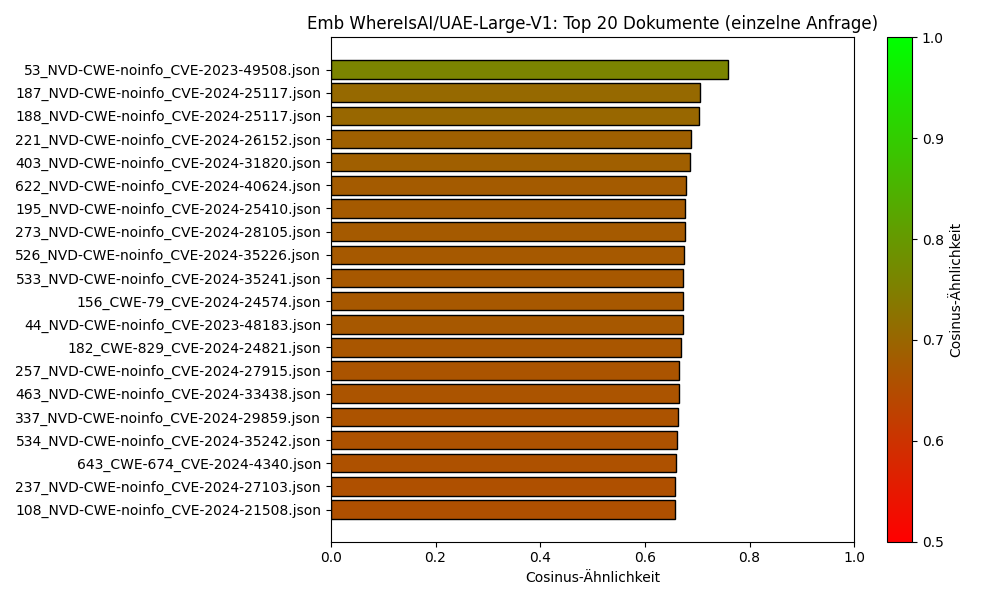 Emb WhereIsAI/UAE-Large-V1: Top 20 Dokumente (einzelne Anfrage)
53_NVD-CWE-noinfo_CVE-2023-49508.json
187_NVD-CWE-noinfo_CVE-2024-25117.json
188_NVD-CWE-noinfo_CVE-2024-25117.json
221_NVD-CWE-noinfo_CVE-2024-26152.json
403_NVD-CWE-noinfo_CVE-2024-31820.json
622_NVD-CWE-noinfo_CVE-2024-40624.json
195_NVD-CWE-noinfo_CVE-2024-25410.json
273_NVD-CWE-noinfo_CVE-2024-28105.json
526_NVD-CWE-noinfo_CVE-2024-35226.json
533_NVD-CWE-noinfo_CVE-2024-35241.json
156_CWE-79_CVE-2024-24574.json
44_NVD-CWE-noinfo_CVE-2023-48183.json
182_CWE-829_CVE-2024-24821.json
257_NVD-CWE-noinfo_CVE-2024-27915.json
463_NVD-CWE-noinfo_CVE-2024-33438.json
337_NVD-CWE-noinfo_CVE-2024-29859.json
534_NVD-CWE-noinfo_CVE-2024-35242.json
643_CWE-674_CVE-2024-4340.json
237_NVD-CWE-noinfo_CVE-2024-27103.json
108_NVD-CWE-noinfo_CVE-2024-21508.json
0.0 0.2 0.4 0.6 0.8 1.0
Cosinus-Ähnlichkeit
1.0
0.9
0.8
0.7
0.6
0.5
Cosinus-Ähnlichkeit